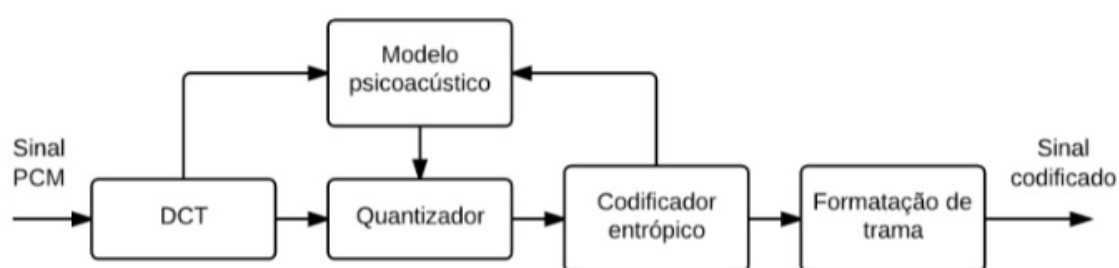 Modelo
psicoacústico
Sinal
PCM
DCT
Quantizador
Codificador
entrópico
Formatação de
trama
Sinal
codificado